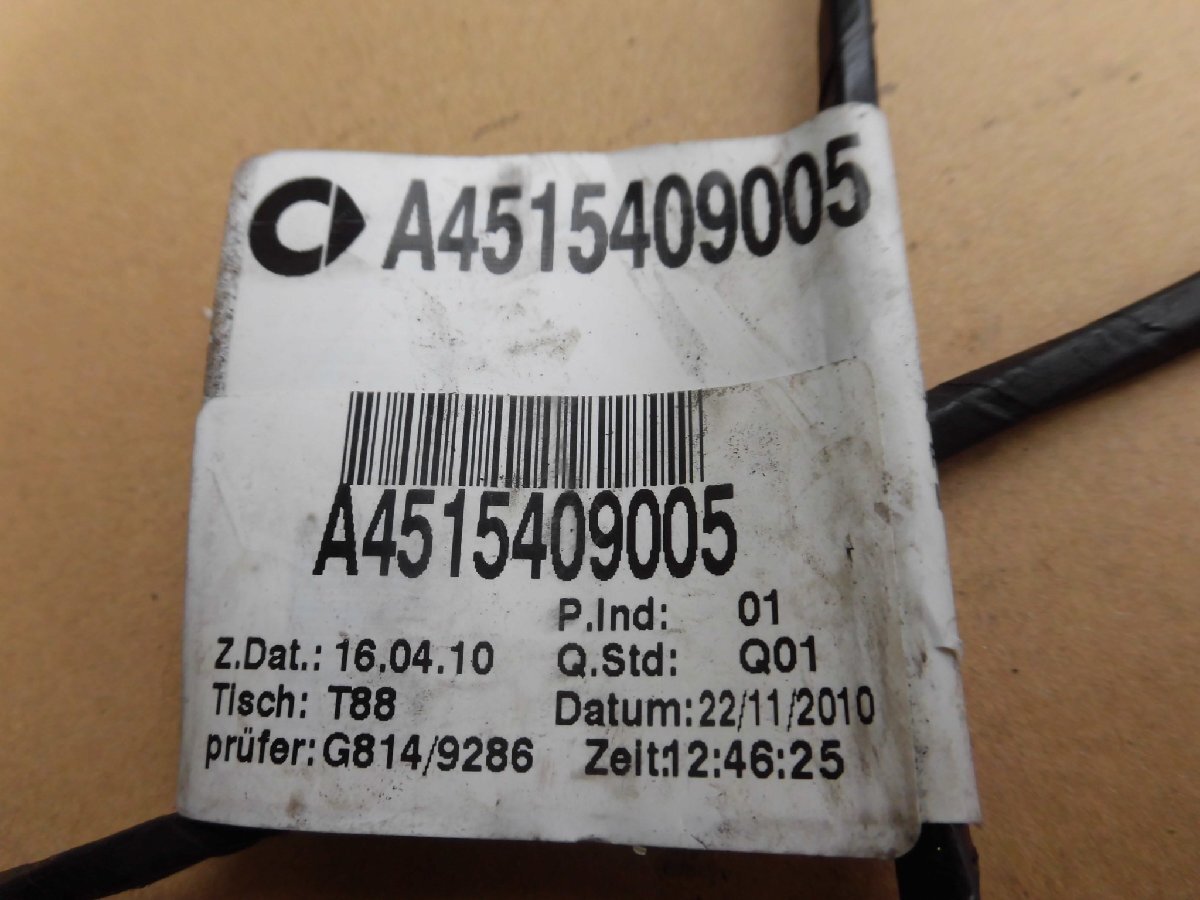 A4515409005
A4515409005
P.Ind: 01
Z.Dat.: 16.04.10 Q.Std: Q01
Tisch: T88 Datum:22/11/2010
prüfer:G814/9286 Zeit:12:46:25